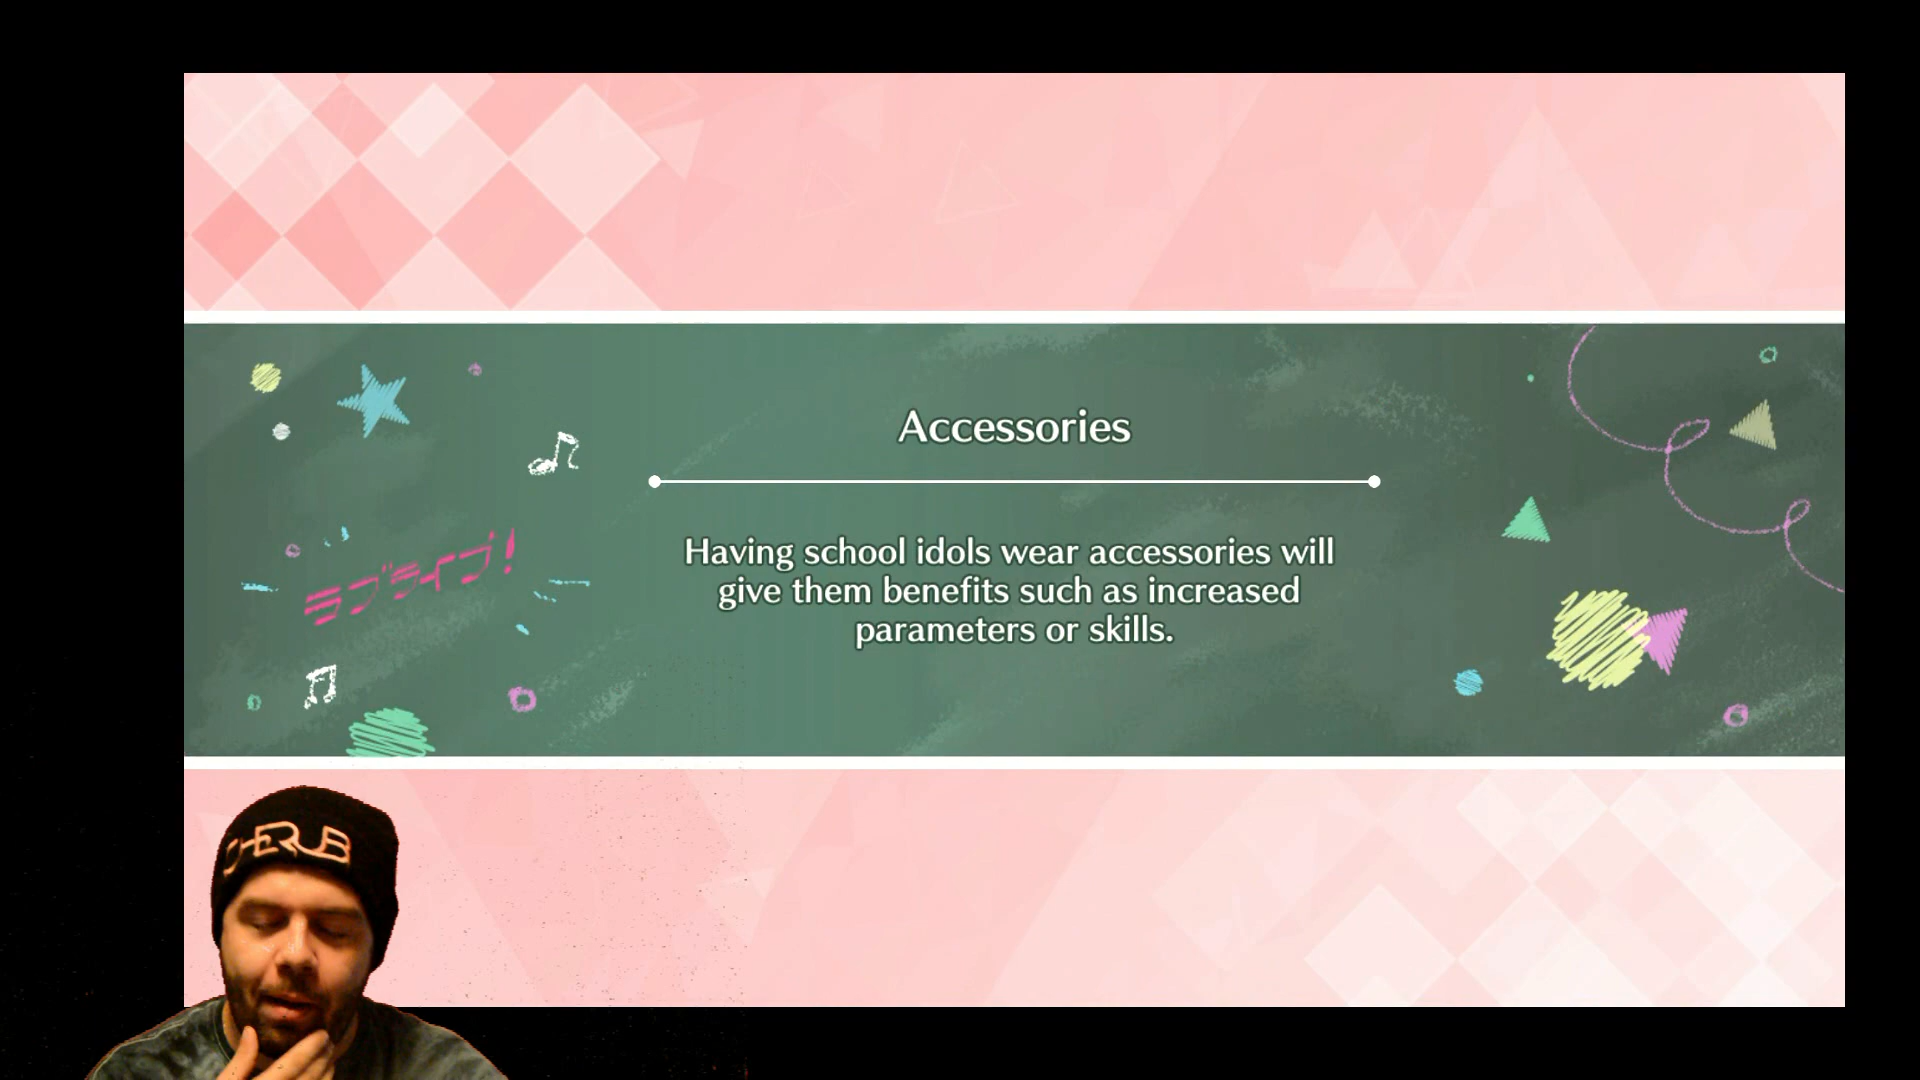 Accessories
Having school idols wear accessories will
give them benefits such as increased
parameters or skills.
ラブライブ!
CHERUB